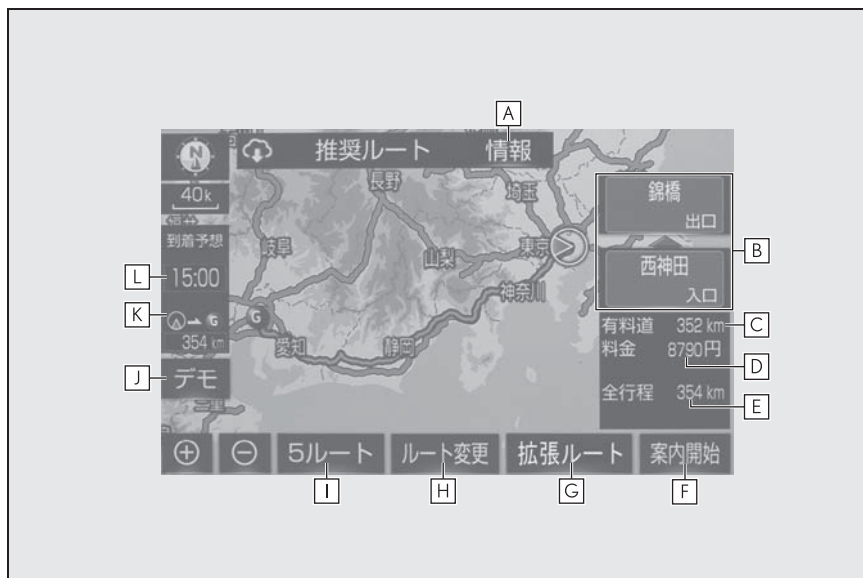 A
推奨ルート 情報
N
40k
長野
埼玉
錦橋
出口
到着予想
岐阜
山梨
東京
B
L
15:00
西神田
入口
K
G
神奈川
有料道 352 km
C
354 km
愛知
静岡
料金 8790円
D
J
デモ
全行程 354 km
E
三重
5ルート
ルート変更
拡張ルート
案内開始
I
H
G
F